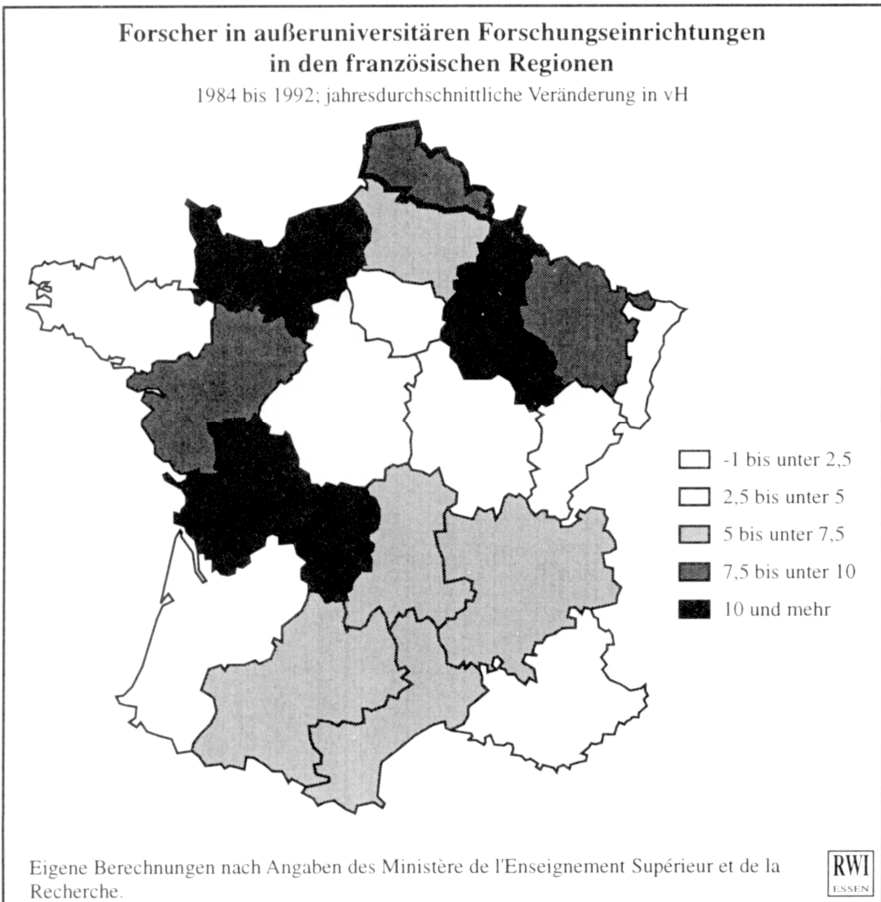 Forscher in außeruniversitären Forschungseinrichtungen
in den französischen Regionen
1984 bis 1992; jahresdurchschnittliche Veränderung in vH
-1 bis unter 2,5
2,5 bis unter 5
5 bis unter 7,5
7,5 bis unter 10
10 und mehr
Eigene Berechnungen nach Angaben des Ministère de l'Enseignement Supérieur et de la
Recherche.
RWI
ESSEN